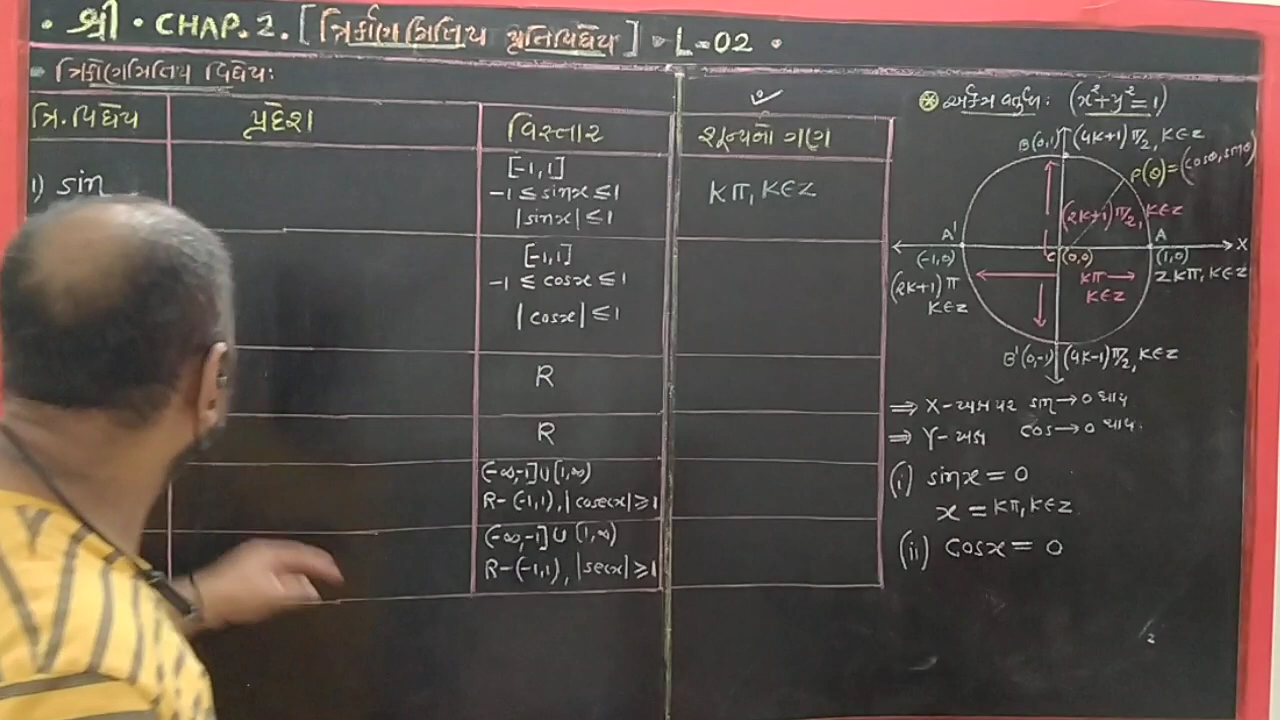 • શ્રી • CHAP. 2. [ત્રિકોણમિતિય પ્રતિવિધેય] • L-02 •
ત્રિકોણમિતિય વિધેય:
ત્રિ. વિધેય
પ્રદેશ
વિસ્તાર
શૂન્યનો ગણ
1) sin
[-1,1]
-1 ≤ sinx ≤ 1
|sinx| ≤ 1
kπ, k∈Z
[-1,1]
-1 ≤ cosx ≤ 1
|cosx| ≤ 1
R
R
(-∞,-1]∪[1,∞)
R-(-1,1), |cosecx| ≥ 1
(-∞,-1]∪[1,∞)
R-(-1,1), |secx| ≥ 1
એકમ વર્તુળ: (x²+y²=1)
B(0,1) (4k+1)π/2, k∈Z
P(θ)=(cosθ, sinθ)
(2k+1)π/2, k∈Z
A' A X
(-1,0) C(0,0) (1,0)
(2k+1)π k∈Z
kπ k∈Z
2kπ, k∈Z
B'(0,-1) (4k-1)π/2, k∈Z
⇒ X-અક્ષ પર sin→0 થાય
⇒ Y-અક્ષ cos→0 થાય.
(i) sinx = 0
x = kπ, k∈Z
(ii) cosx = 0